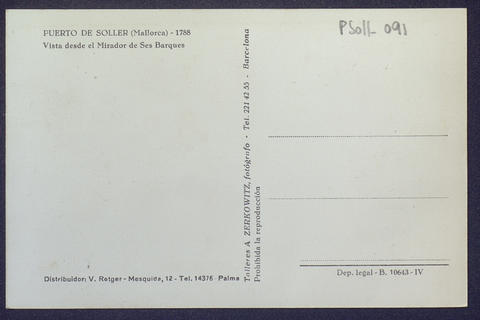 PUERTO DE SOLLER (Mallorca) - 1788
Vista desde el Mirador de Ses Barques
PSoll- 091
Talleres A. ZERKOWITZ, fotógrafo - Tel. 221 42 55 - Barcelona
Prohibida la reproducción
Distribuidor: V. Rotger - Mesquida, 12 - Tel. 14376 - Palma
Dep. legal - B. 10643 - IV